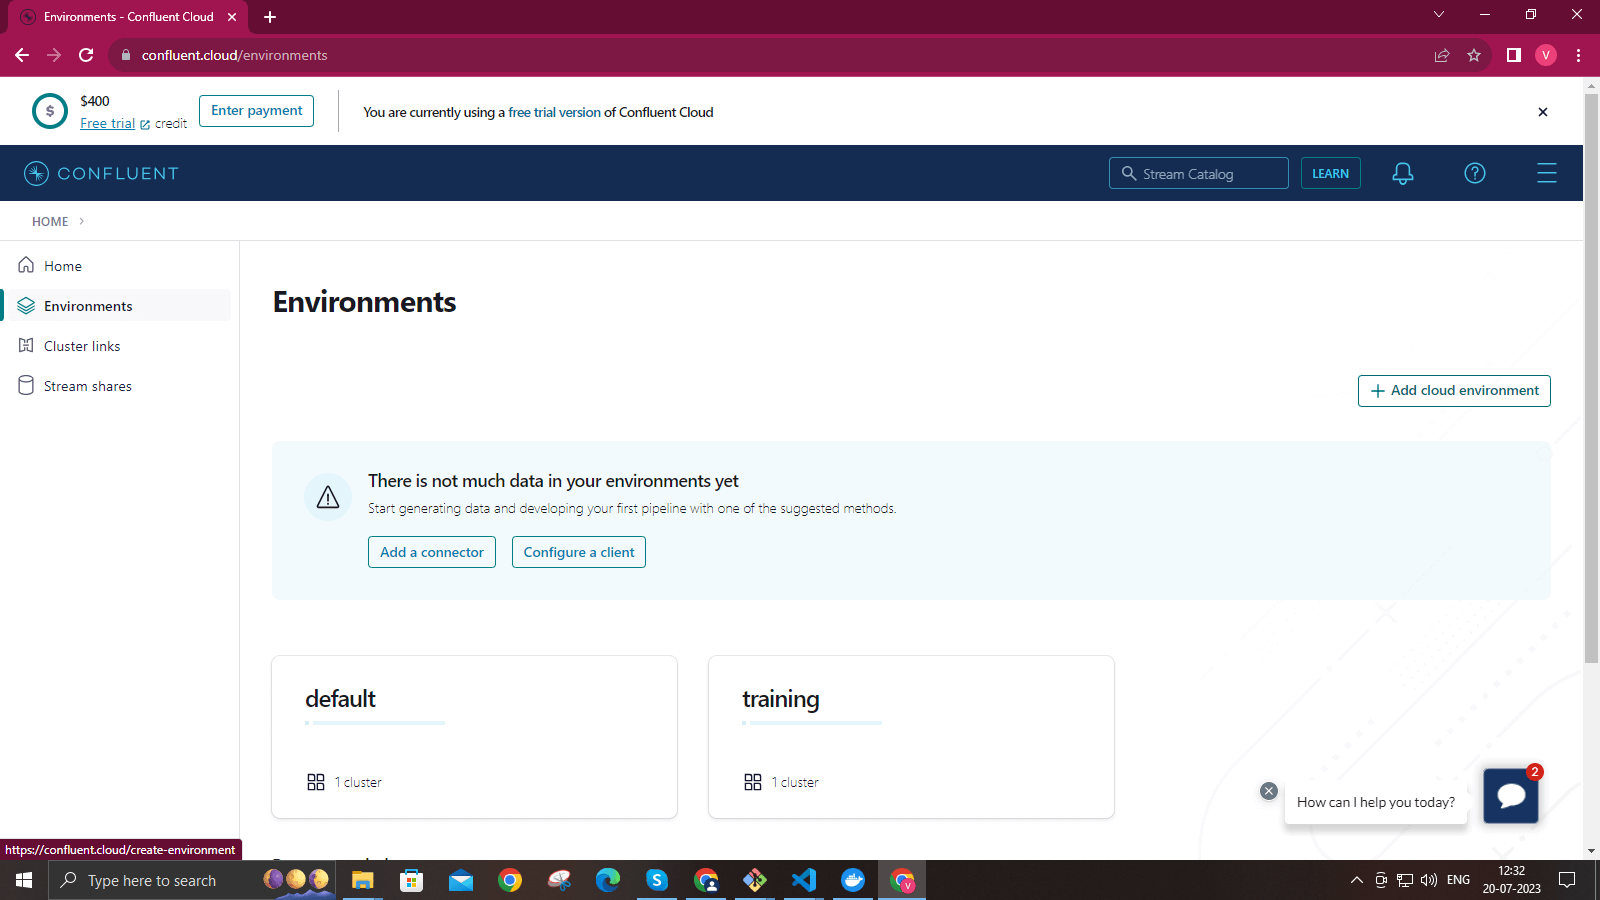 Environments - Confluent Cloud
confluent.cloud/environments
V
$
$400
Free trial credit
Enter payment
You are currently using a free trial version of Confluent Cloud
CONFLUENT
Stream Catalog
LEARN
HOME
Home
Environments
Cluster links
Stream shares
Environments
Add cloud environment
There is not much data in your environments yet
Start generating data and developing your first pipeline with one of the suggested methods.
Add a connector
Configure a client
default
1 cluster
training
1 cluster
How can I help you today?
2
https://confluent.cloud/create-environment
Type here to search
ENG
12:32
20-07-2023